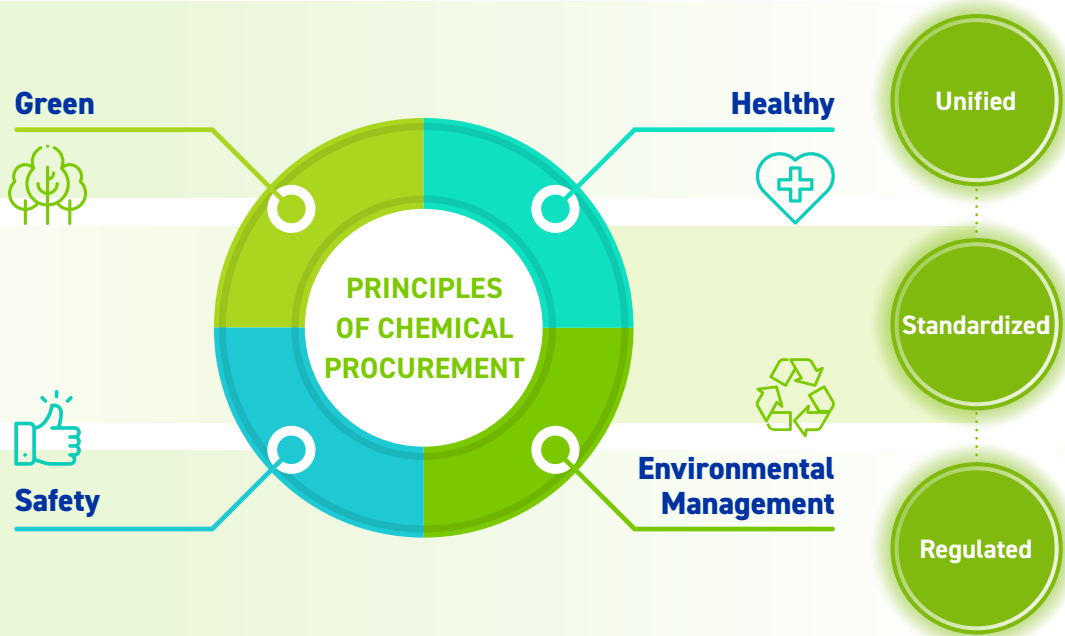 Green
Healthy
PRINCIPLES
OF CHEMICAL
PROCUREMENT
Safety
Environmental
Management
Unified
Standardized
Regulated